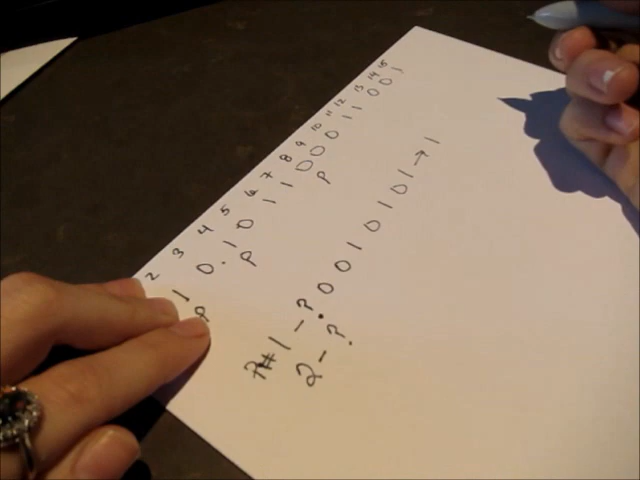 2 3 4 5 6 7 8 9 10 11 12 13 14 15
1 0 . 1 0 1 1 0 0 0 1 1 0 0 1
P P P
#1 - ? 0 0 1 0 1 0 1 → 1
2 - ?